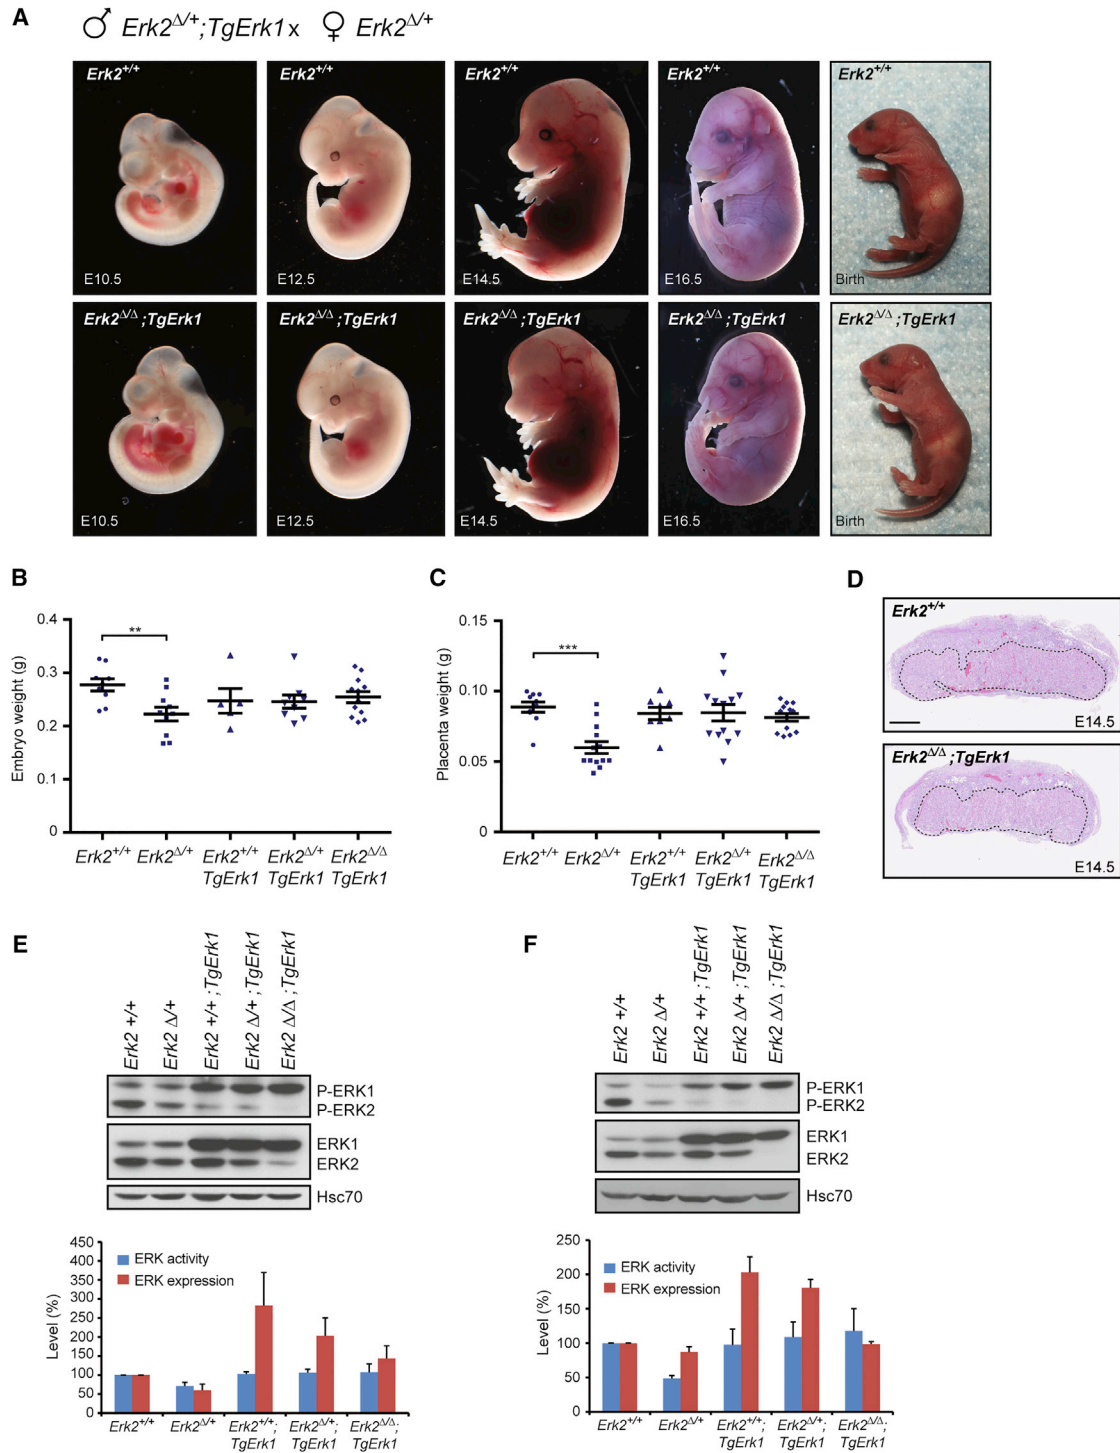 A
♂ Erk2Δ/+;TgErk1 x ♀ Erk2Δ/+
Erk2+/+
Erk2+/+
Erk2+/+
Erk2+/+
Erk2+/+
E10.5
E12.5
E14.5
E16.5
Birth
Erk2Δ/Δ ;TgErk1
Erk2Δ/Δ ;TgErk1
Erk2Δ/Δ ;TgErk1
Erk2Δ/Δ ;TgErk1
Erk2Δ/Δ ;TgErk1
E10.5
E12.5
E14.5
E16.5
Birth
B
Embryo weight (g)
0.4
0.3
0.2
0.1
0
**
Erk2+/+
Erk2Δ/+
Erk2+/+
TgErk1
Erk2Δ/+
TgErk1
Erk2Δ/Δ
TgErk1
C
Placenta weight (g)
0.15
0.10
0.05
0
***
Erk2+/+
Erk2Δ/+
Erk2+/+
TgErk1
Erk2Δ/+
TgErk1
Erk2Δ/Δ
TgErk1
D
Erk2+/+
E14.5
Erk2Δ/Δ ;TgErk1
E14.5
E
Erk2 +/+
Erk2 Δ/+
Erk2 +/+ ;TgErk1
Erk2 Δ/+ ;TgErk1
Erk2 Δ/Δ ;TgErk1
P-ERK1
P-ERK2
ERK1
ERK2
Hsc70
Level (%)
450
400
350
300
250
200
150
100
50
0
ERK activity
ERK expression
Erk2+/+
Erk2Δ/+
Erk2+/+;
TgErk1
Erk2Δ/+;
TgErk1
Erk2Δ/Δ;
TgErk1
F
Erk2 +/+
Erk2 Δ/+
Erk2 +/+ ;TgErk1
Erk2 Δ/+ ;TgErk1
Erk2 Δ/Δ ;TgErk1
P-ERK1
P-ERK2
ERK1
ERK2
Hsc70
Level (%)
250
200
150
100
50
0
ERK activity
ERK expression
Erk2+/+
Erk2Δ/+
Erk2+/+;
TgErk1
Erk2Δ/+;
TgErk1
Erk2Δ/Δ;
TgErk1